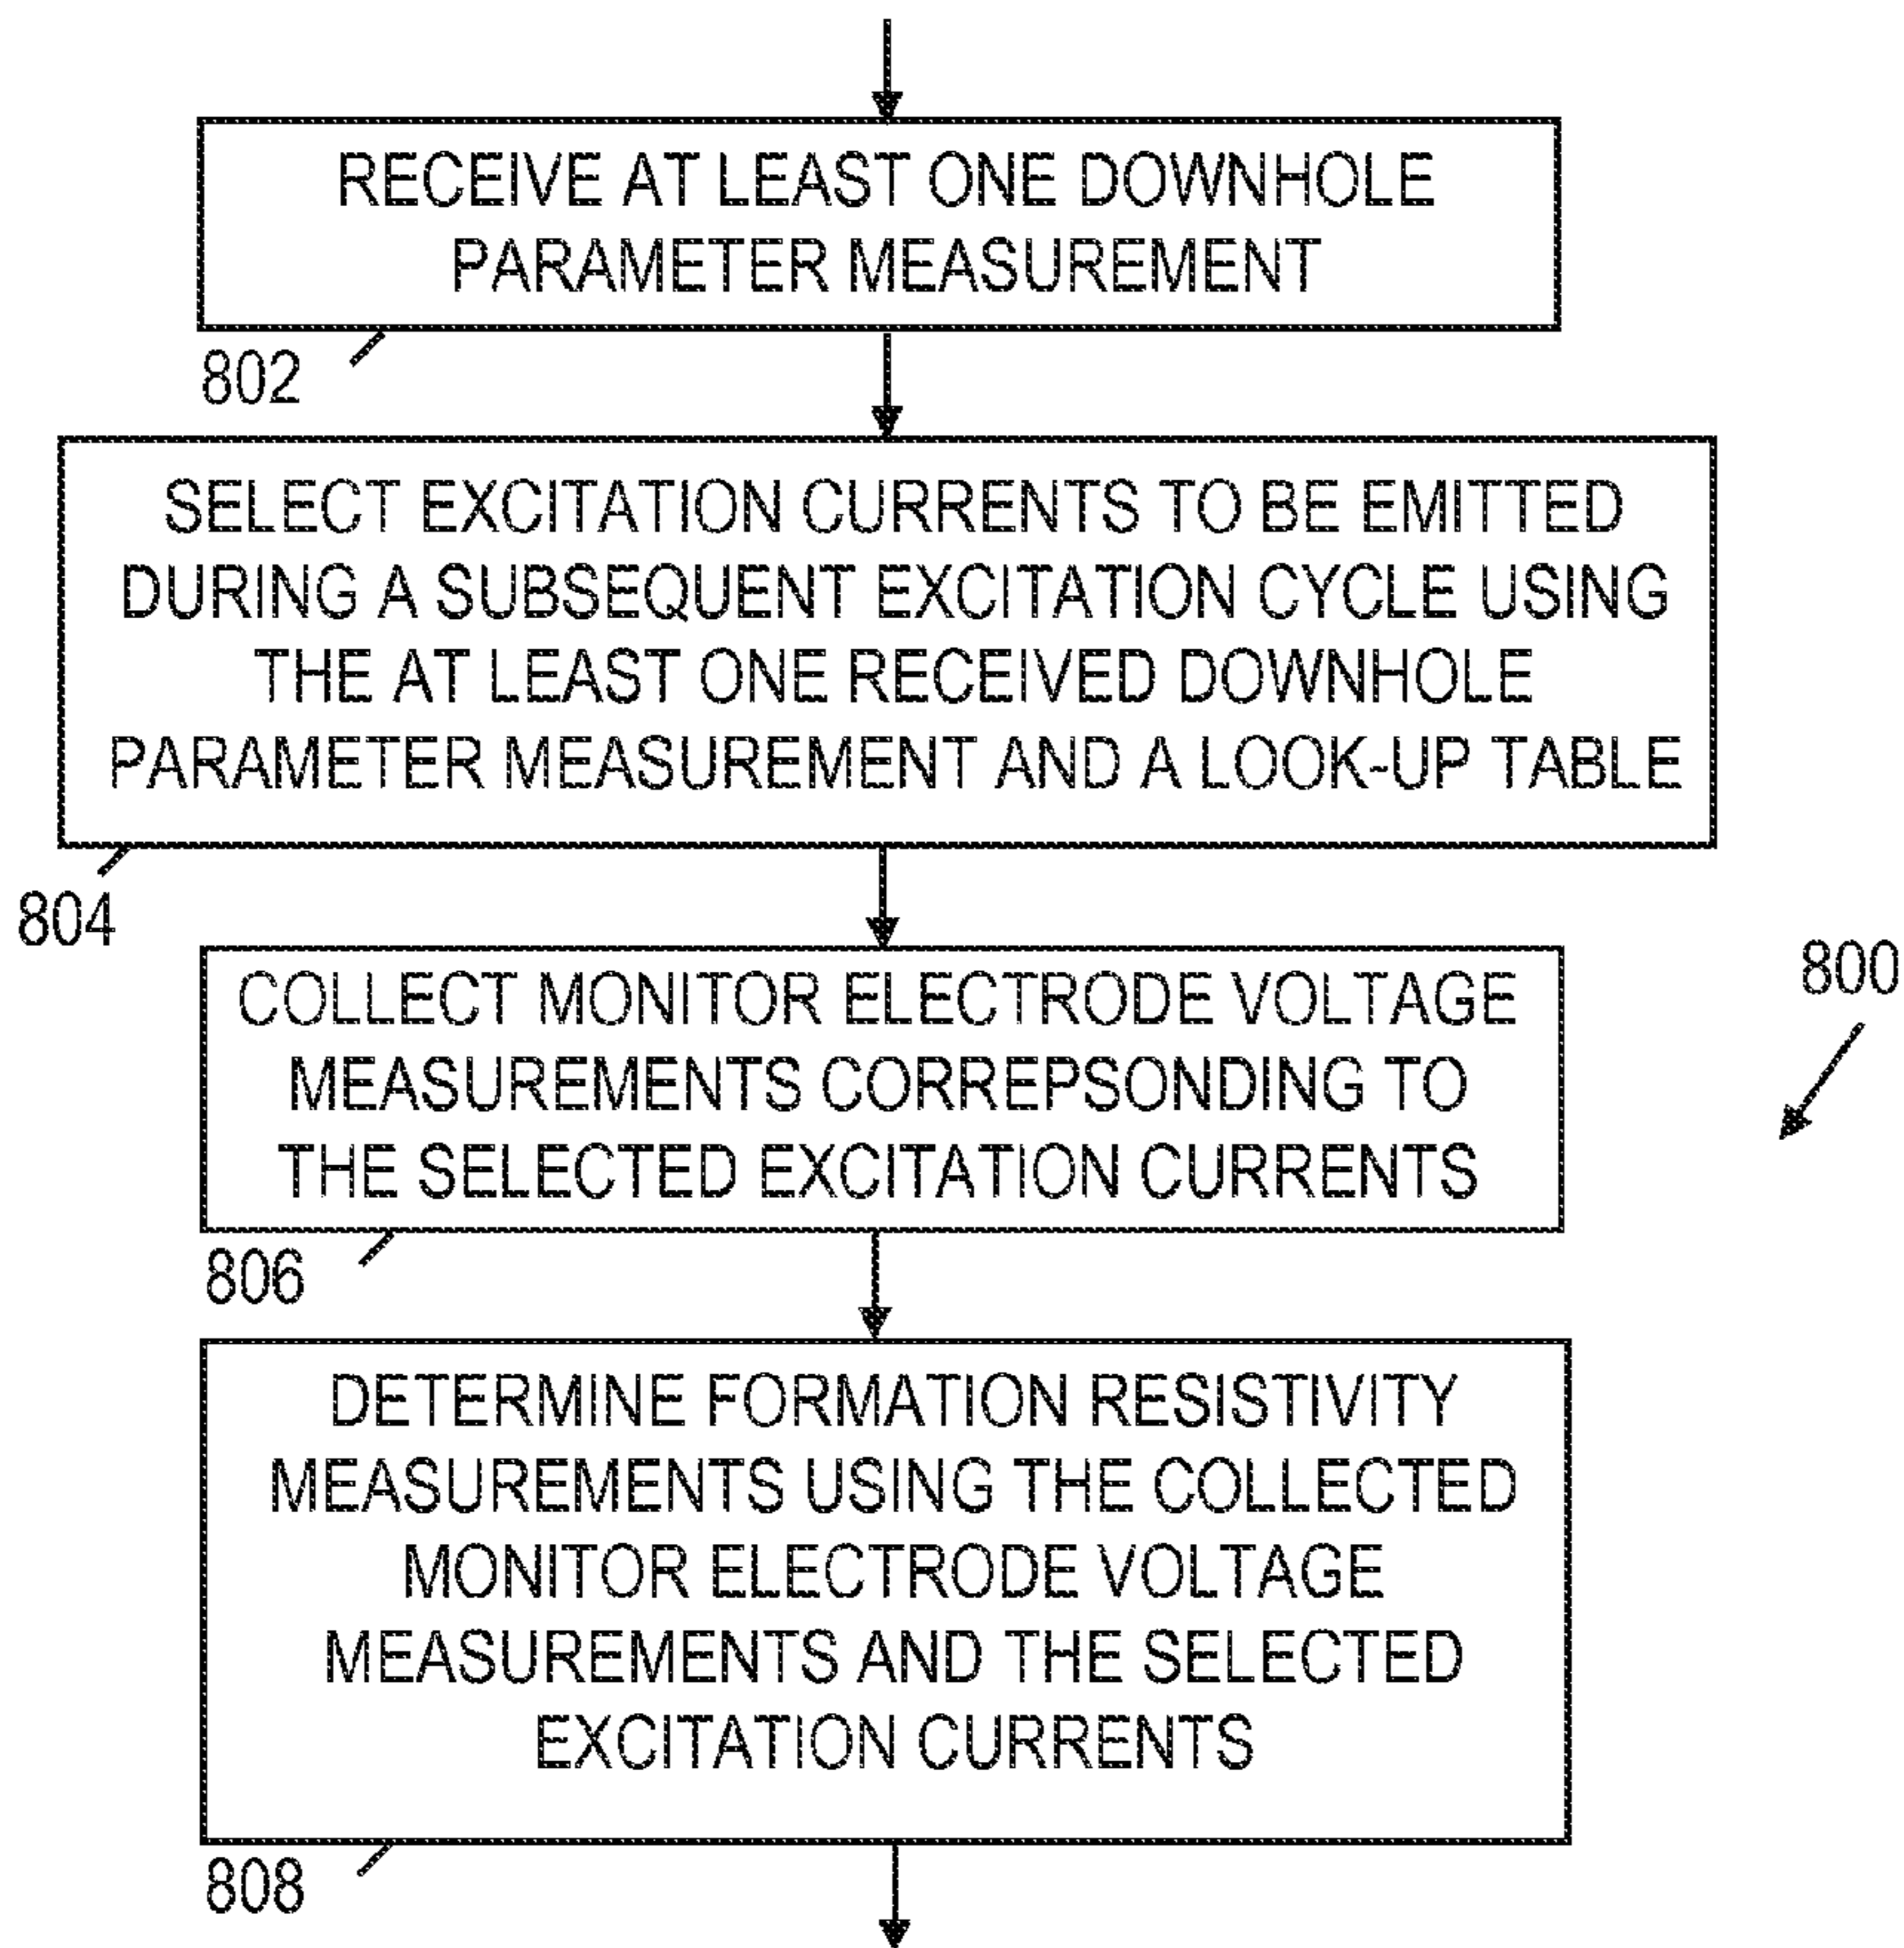 RECEIVE AT LEAST ONE DOWNHOLE
PARAMETER MEASUREMENT
802
SELECT EXCITATION CURRENTS TO BE EMITTED
DURING A SUBSEQUENT EXCITATION CYCLE USING
THE AT LEAST ONE RECEIVED DOWNHOLE
PARAMETER MEASUREMENT AND A LOOK-UP TABLE
804
COLLECT MONITOR ELECTRODE VOLTAGE
MEASUREMENTS CORREPSONDING TO
THE SELECTED EXCITATION CURRENTS
800
806
DETERMINE FORMATION RESISTIVITY
MEASUREMENTS USING THE COLLECTED
MONITOR ELECTRODE VOLTAGE
MEASUREMENTS AND THE SELECTED
EXCITATION CURRENTS
808